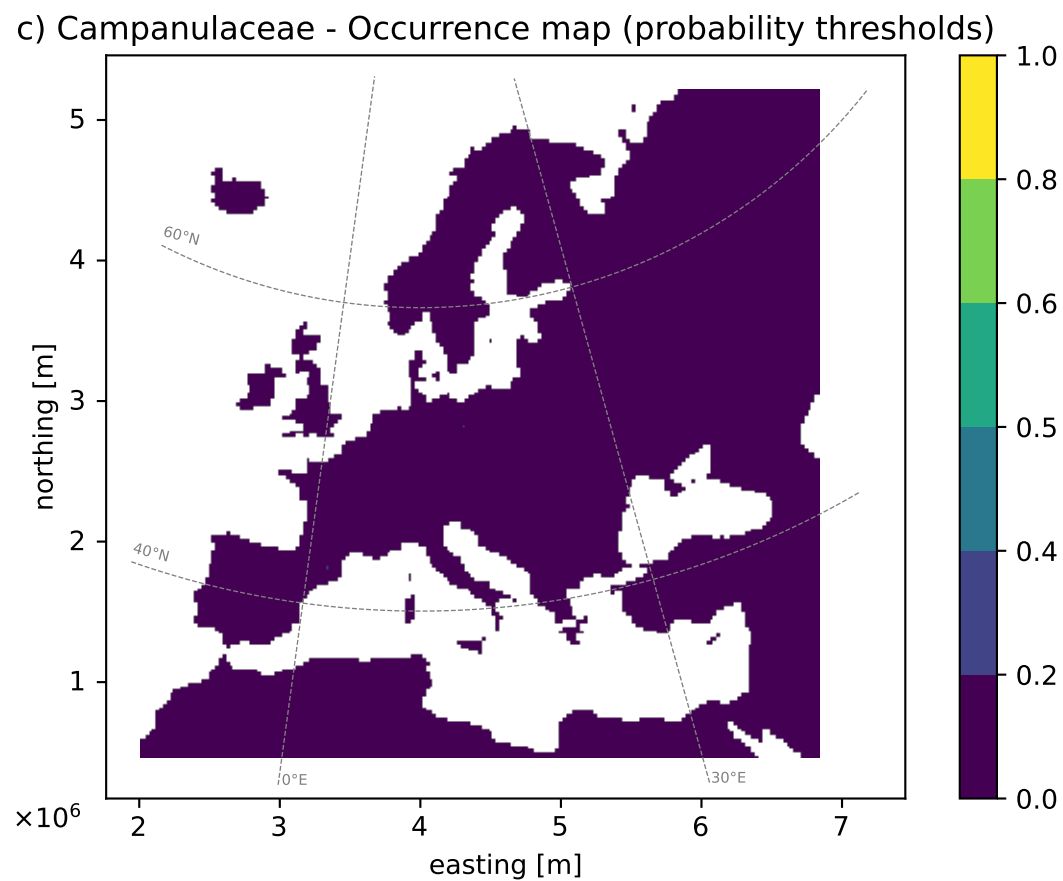 c) Campanulaceae - Occurrence map (probability thresholds)
northing [m]
5
4
3
2
1
×10⁶
60°N
40°N
0°E
30°E
2 3 4 5 6 7
easting [m]
1.0
0.8
0.6
0.5
0.4
0.2
0.0